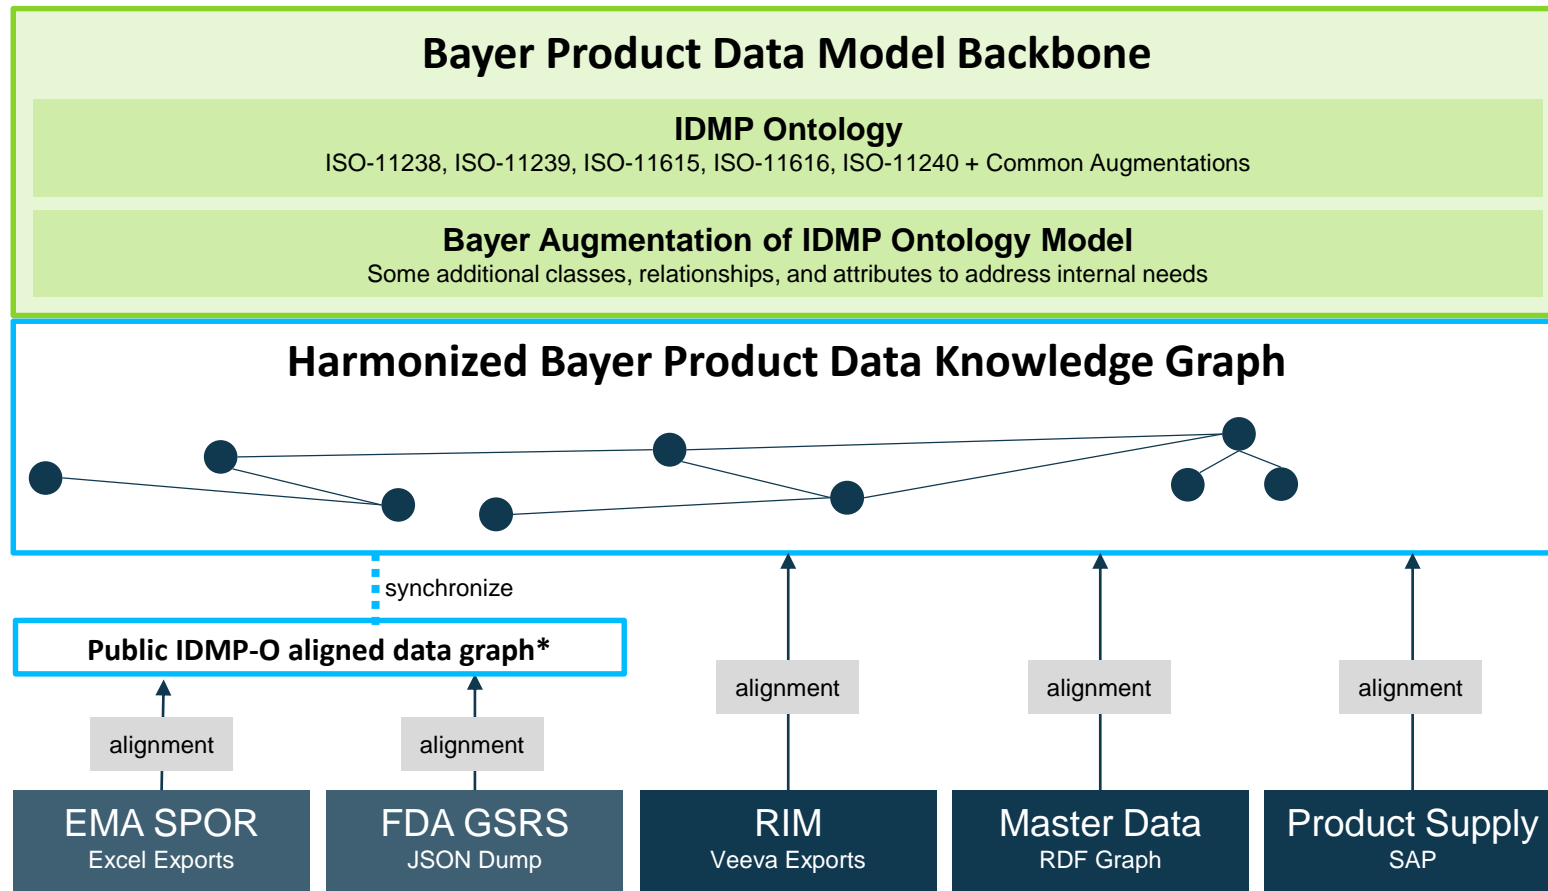 Bayer Product Data Model Backbone
IDMP Ontology
ISO-11238, ISO-11239, ISO-11615, ISO-11616, ISO-11240 + Common Augmentations
Bayer Augmentation of IDMP Ontology Model
Some additional classes, relationships, and attributes to address internal needs
Harmonized Bayer Product Data Knowledge Graph
synchronize
Public IDMP-O aligned data graph*
alignment
alignment
alignment
alignment
alignment
EMA SPOR
Excel Exports
FDA GSRS
JSON Dump
RIM
Veeva Exports
Master Data
RDF Graph
Product Supply
SAP